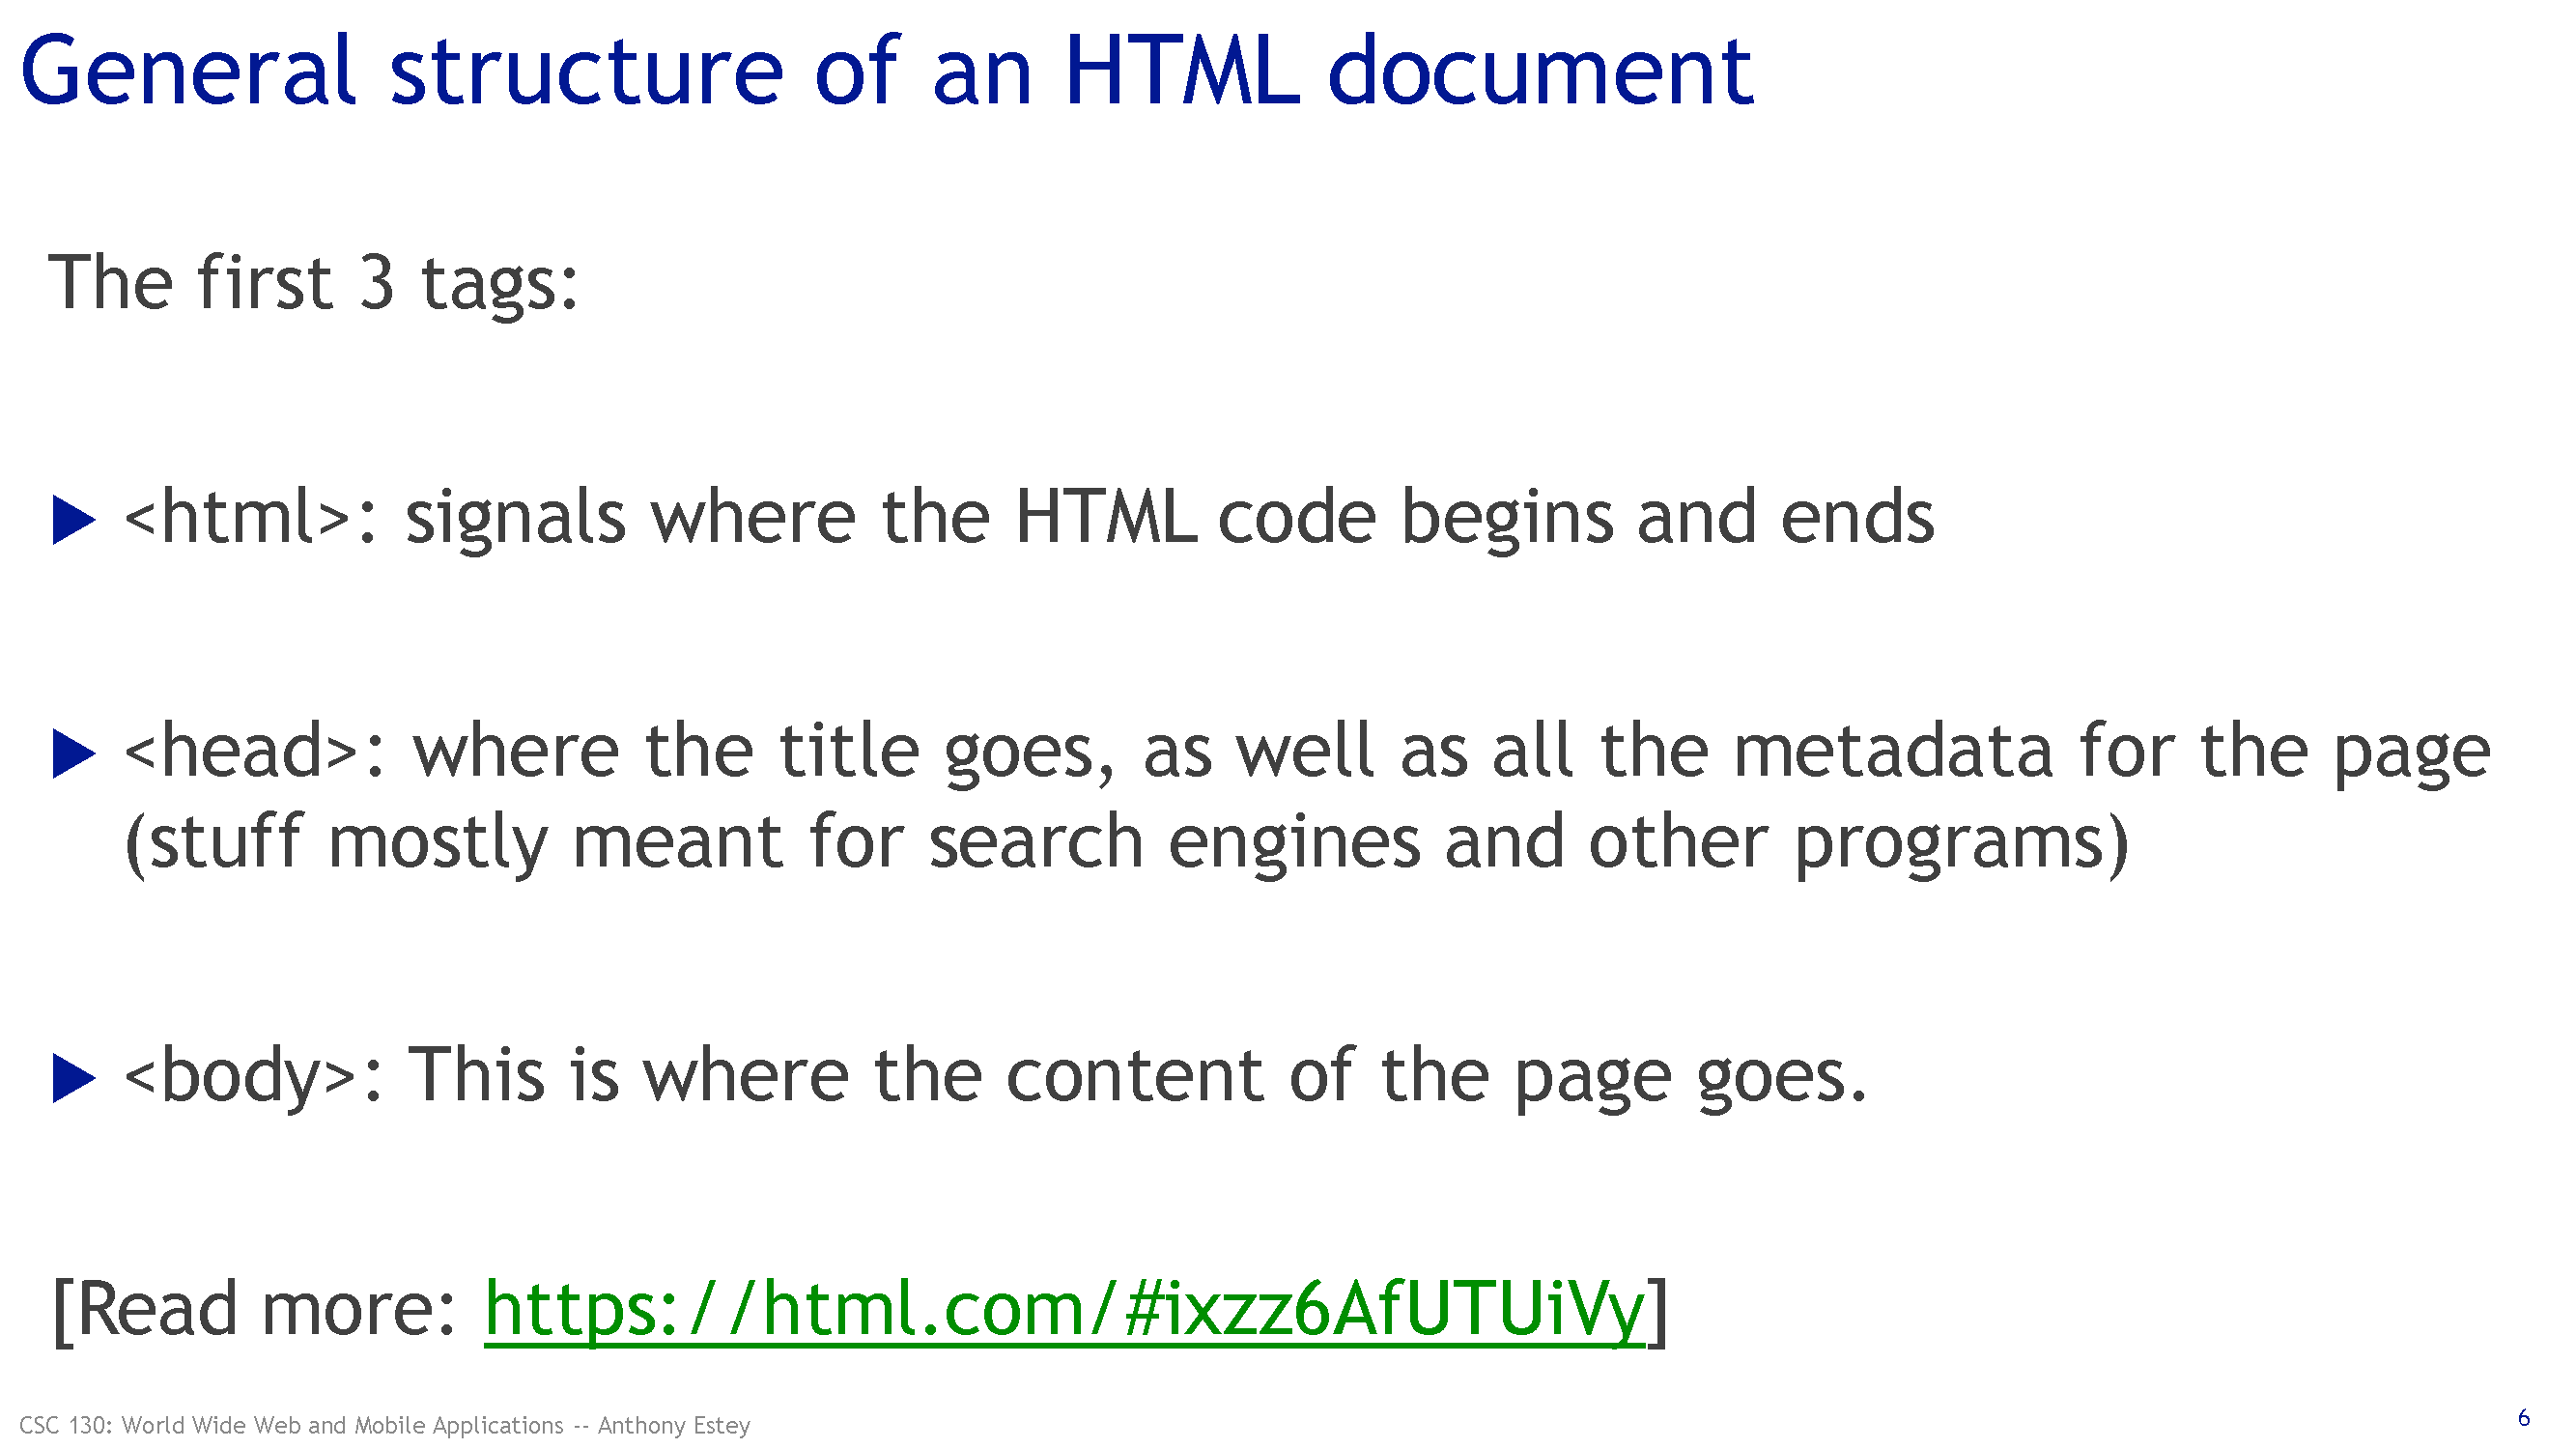 General structure of an HTML document
The first 3 tags:
<html>: signals where the HTML code begins and ends
<head>: where the title goes, as well as all the metadata for the page
(stuff mostly meant for search engines and other programs)
<body>: This is where the content of the page goes.
[Read more: https://html.com/#ixzz6AfUTUiVy]
CSC 130: World Wide Web and Mobile Applications -- Anthony Estey
6